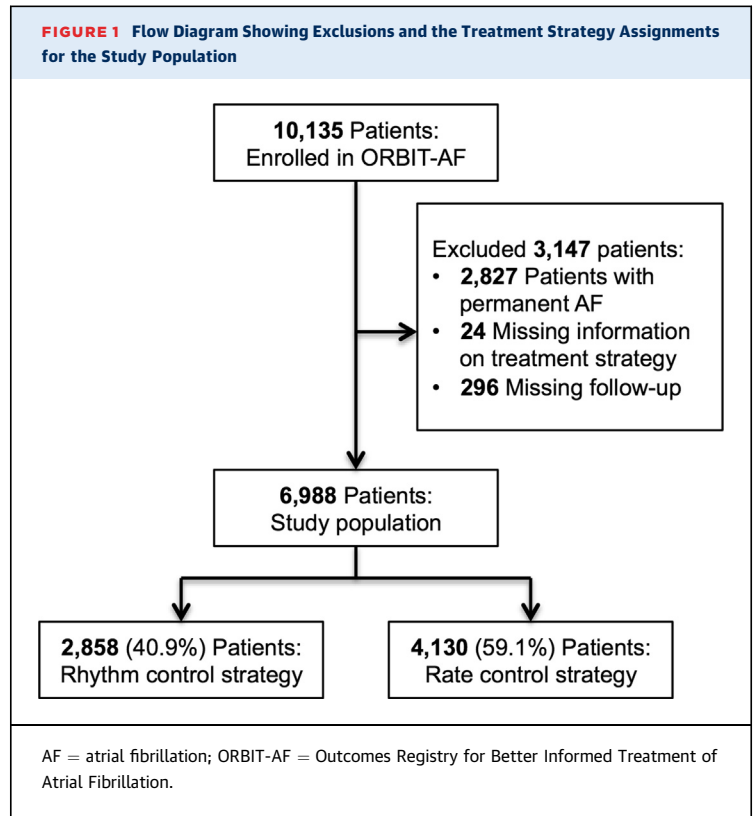 FIGURE 1 Flow Diagram Showing Exclusions and the Treatment Strategy Assignments
for the Study Population
10,135 Patients:
Enrolled in ORBIT-AF
Excluded 3,147 patients:
• 2,827 Patients with
permanent AF
• 24 Missing information
on treatment strategy
• 296 Missing follow-up
6,988 Patients:
Study population
2,858 (40.9%) Patients:
Rhythm control strategy
4,130 (59.1%) Patients:
Rate control strategy
AF = atrial fibrillation; ORBIT-AF = Outcomes Registry for Better Informed Treatment of
Atrial Fibrillation.